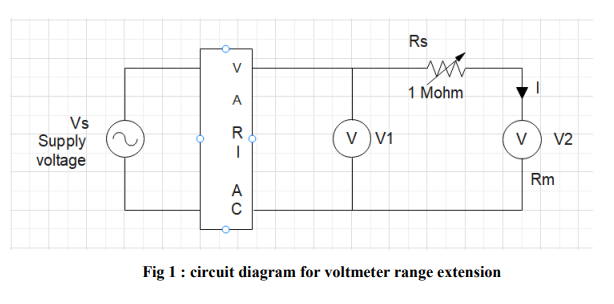 Rs
1 Mohm
I
Vs
Supply
voltage
V
A
R
I
A
C
V
V1
V
V2
Rm
Fig 1 : circuit diagram for voltmeter range extension